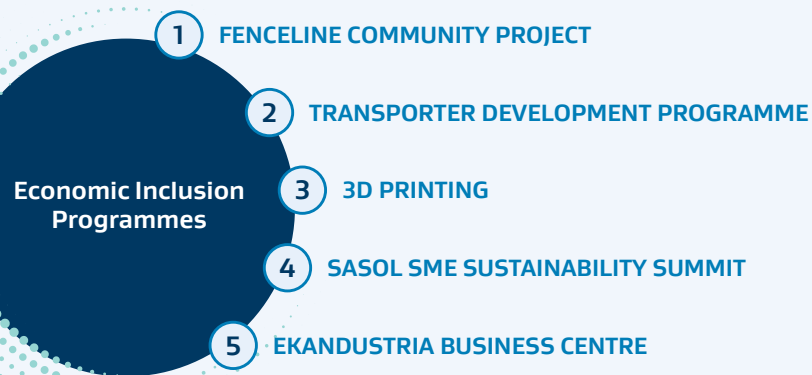 1 FENCELINE COMMUNITY PROJECT
2 TRANSPORTER DEVELOPMENT PROGRAMME
Economic Inclusion
Programmes
3 3D PRINTING
4 SASOL SME SUSTAINABILITY SUMMIT
5 EKANDUSTRIA BUSINESS CENTRE